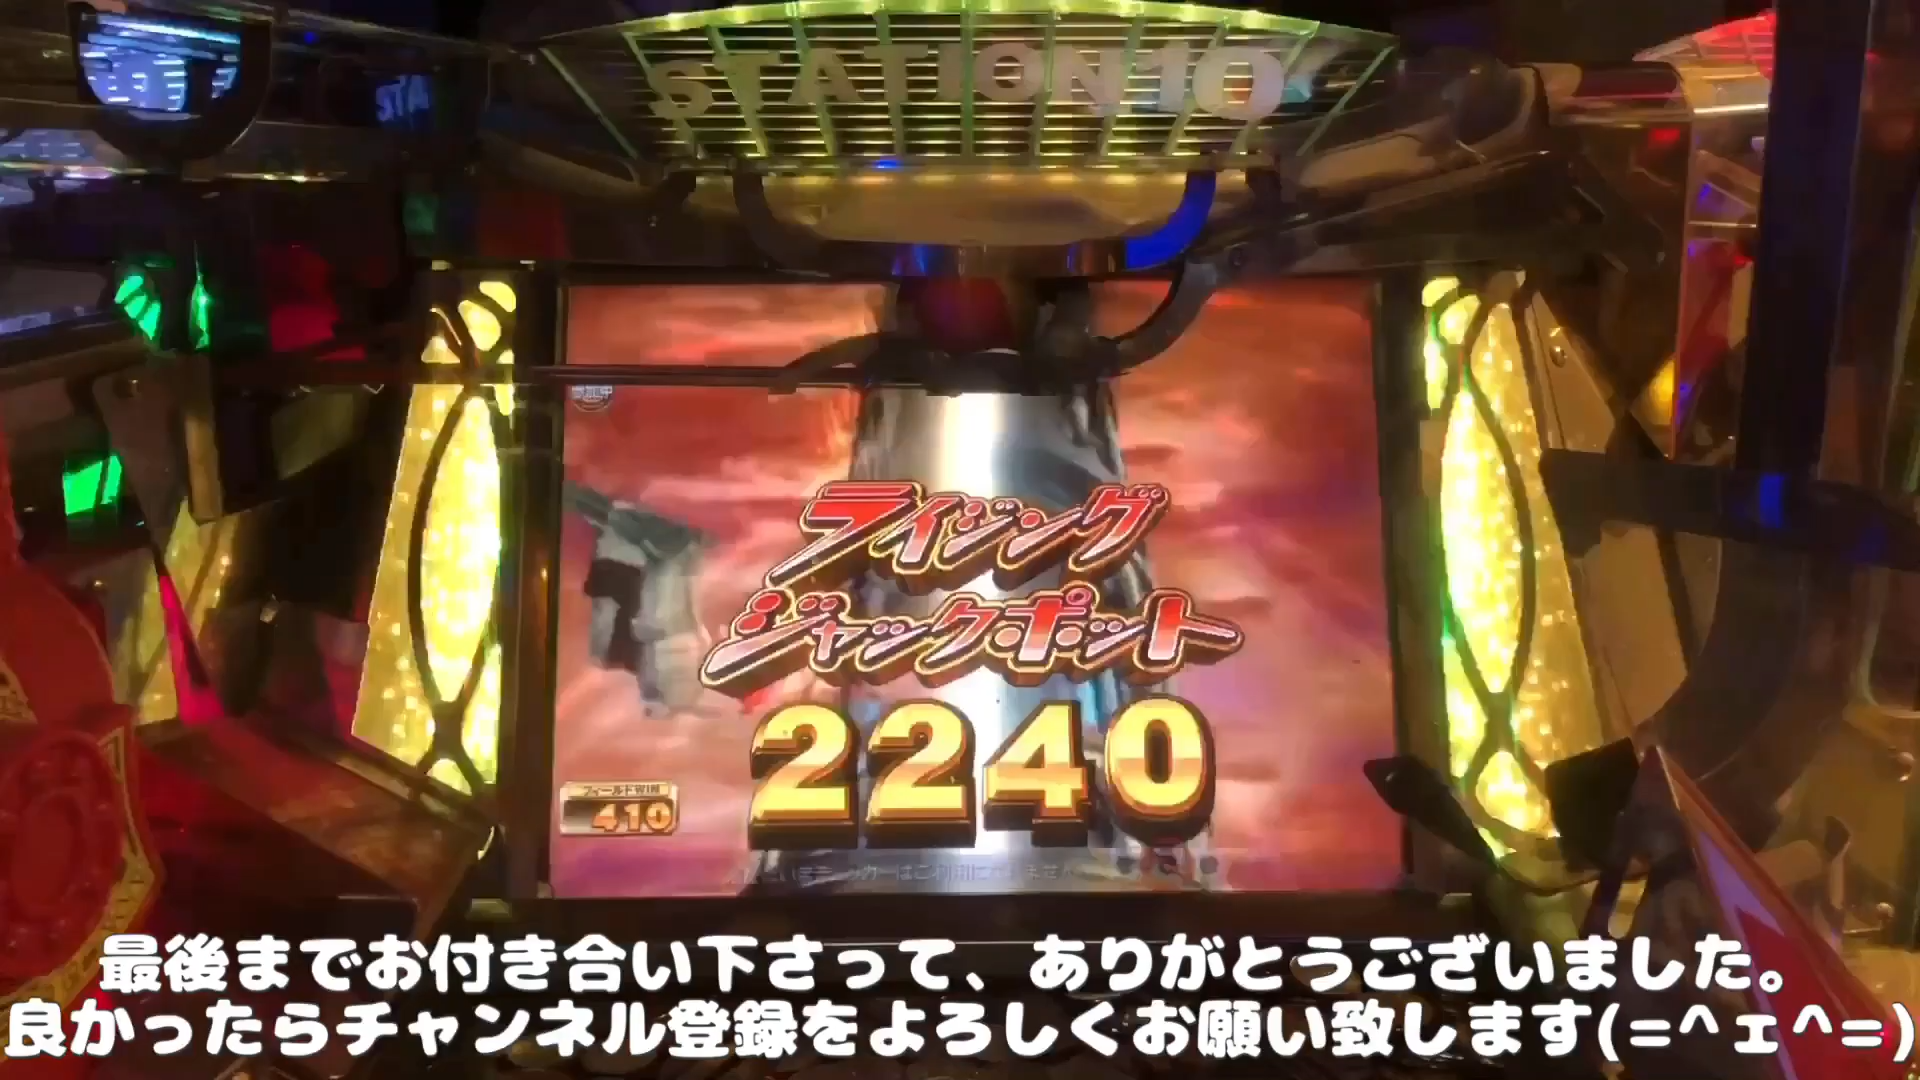 STATION10
STA
ライジング
ジャックポット
2240
フィールドWIN
410
最後までお付き合い下さって、ありがとうございました。
良かったらチャンネル登録をよろしくお願い致します(=^ェ^=)